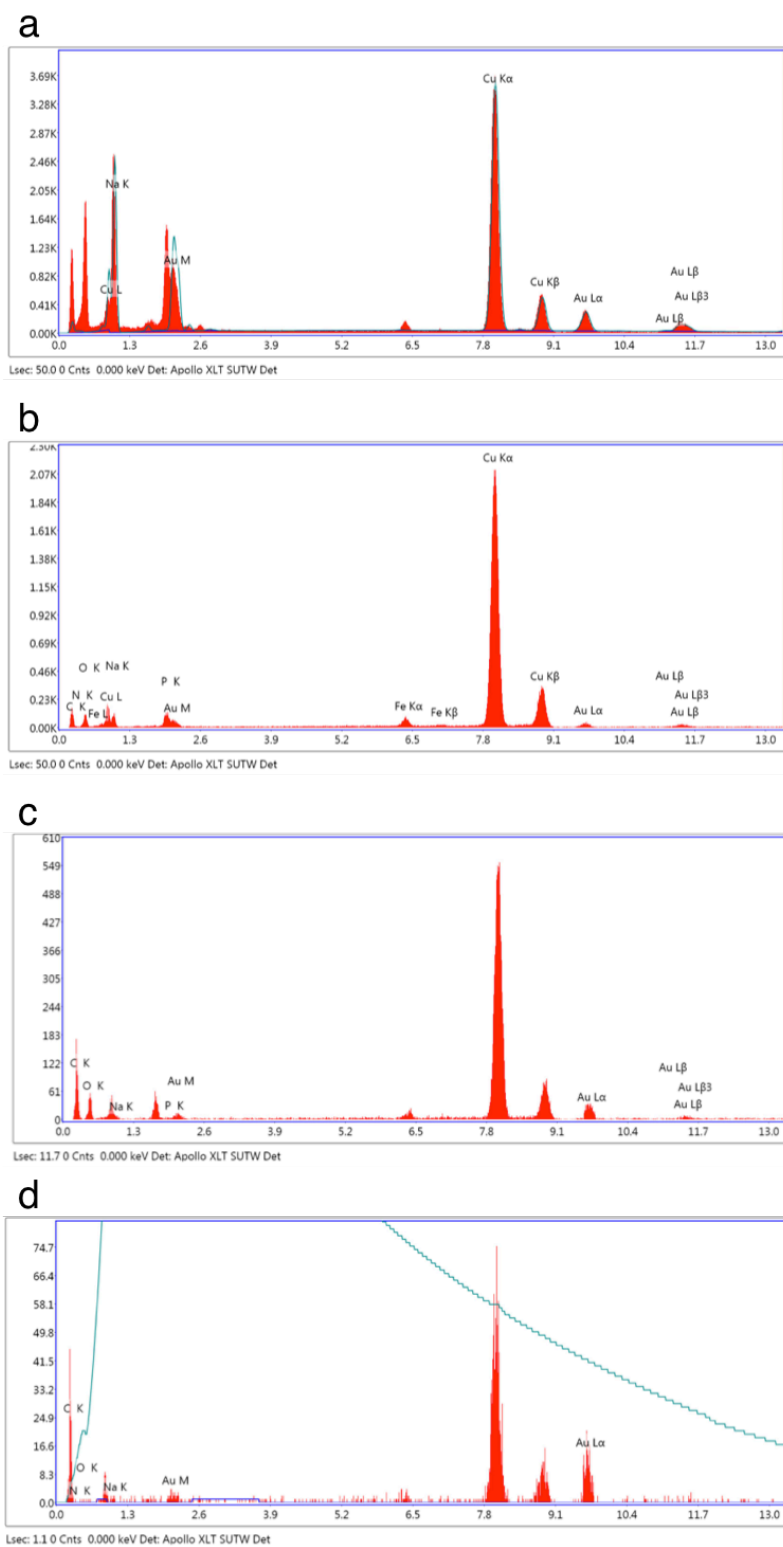 a
3.69K
Cu Kα
3.28K
2.87K
2.46K
2.05K
Na K
1.64K
1.23K
Au M
Au Lβ
0.82K
Cu L
Cu Kβ
Au Lβ3
0.41K
Au Lα
Au Lβ
0.00K
0.0 1.3 2.6 3.9 5.2 6.5 7.8 9.1 10.4 11.7 13.0
Lsec: 50.0 0 Cnts 0.000 keV Det: Apollo XLT SUTW Det
b
2.30K
Cu Kα
2.07K
1.84K
1.61K
1.38K
1.15K
0.92K
0.69K
O K Na K
0.46K
P K
Cu Kβ
Au Lβ
0.23K
N K Cu L
Au Lβ3
C K Fe L
Au M
Fe Kα Fe Kβ
Au Lα
Au Lβ
0.00K
0.0 1.3 2.6 3.9 5.2 6.5 7.8 9.1 10.4 11.7 13.0
Lsec: 50.0 0 Cnts 0.000 keV Det: Apollo XLT SUTW Det
c
610
549
488
427
366
305
244
183
122
C K
Au Lβ
O K
Au M
Au Lβ3
61
Na K
P K
Au Lα
Au Lβ
0
0.0 1.3 2.6 3.9 5.2 6.5 7.8 9.1 10.4 11.7 13.0
Lsec: 11.7 0 Cnts 0.000 keV Det: Apollo XLT SUTW Det
d
74.7
66.4
58.1
49.8
41.5
33.2
C K
24.9
16.6
Au Lα
O K
8.3
Au M
N K Na K
0.0
0.0 1.3 2.6 3.9 5.2 6.5 7.8 9.1 10.4 11.7 13.0
Lsec: 1.1 0 Cnts 0.000 keV Det: Apollo XLT SUTW Det